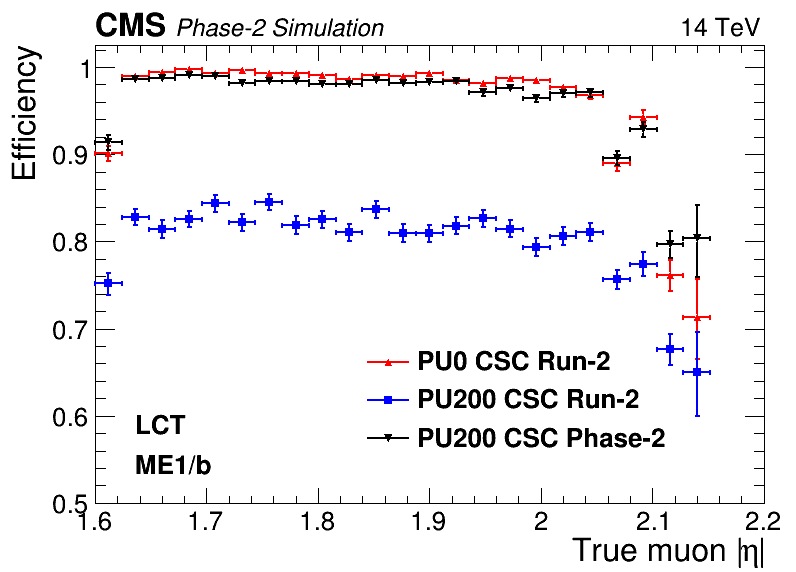 CMS Phase-2 Simulation 14 TeV
Efficiency
1
0.9
0.8
0.7
0.6
0.5
PU0 CSC Run-2
PU200 CSC Run-2
PU200 CSC Phase-2
LCT
ME1/b
1.6 1.7 1.8 1.9 2 2.1 2.2
True muon |η|